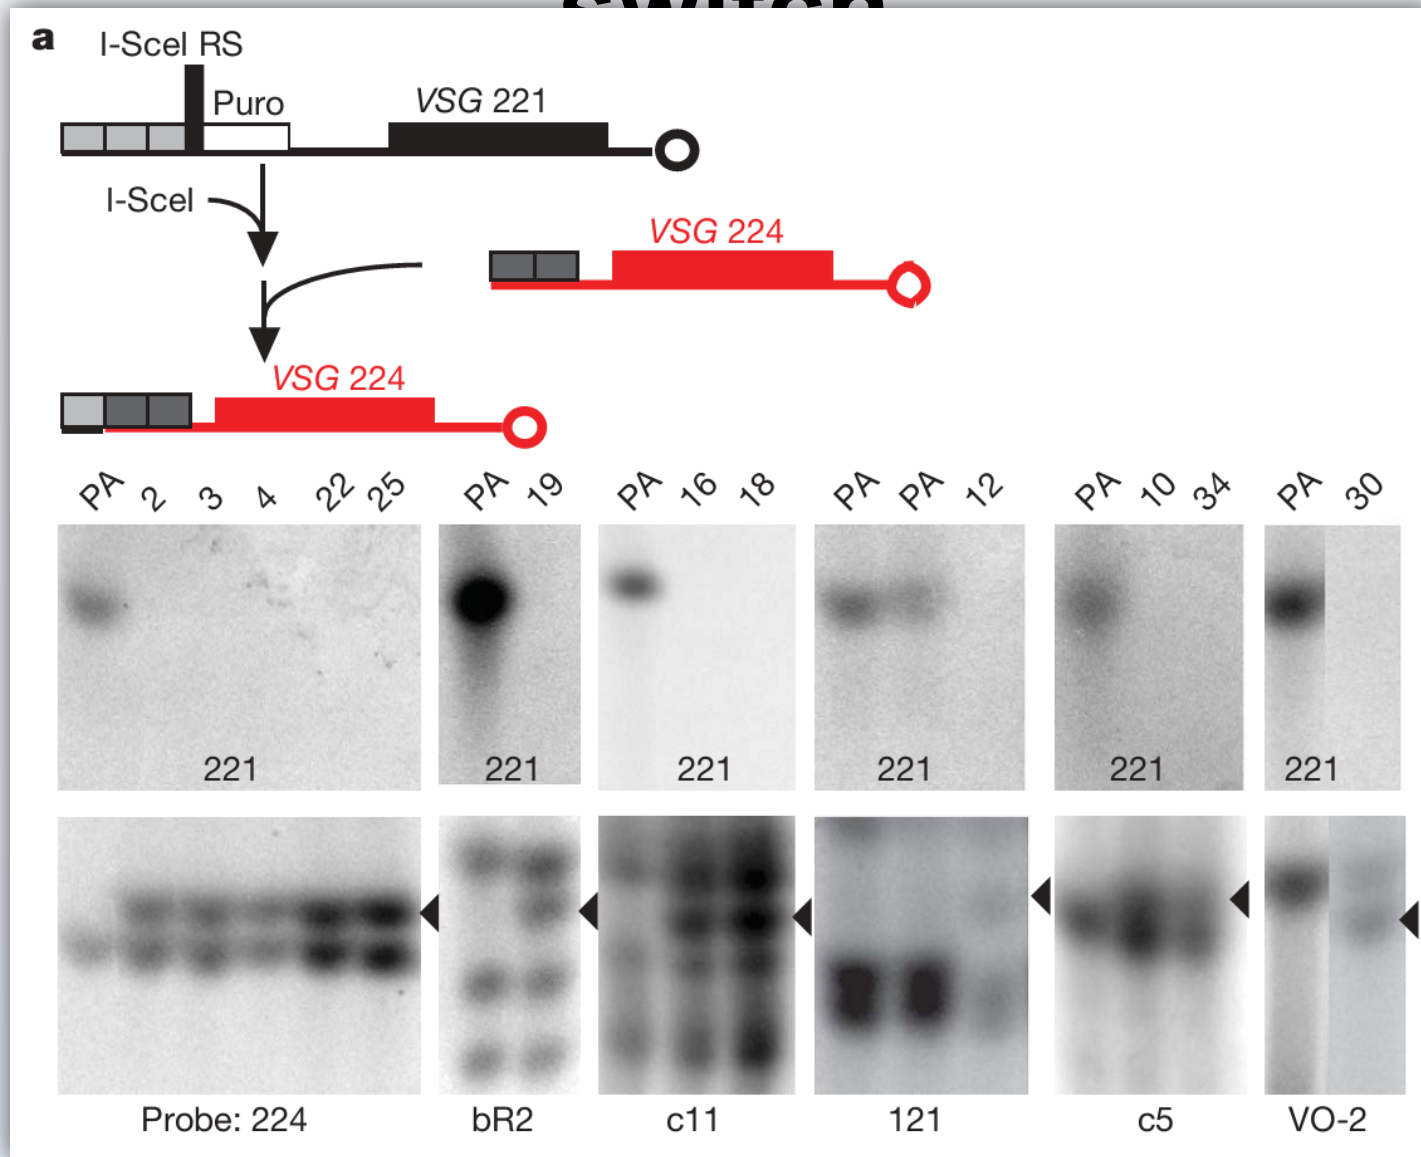 switch
a
I-SceI RS
Puro
VSG 221
I-SceI
VSG 224
VSG 224
PA 2 3 4 22 25 PA 19 PA 16 18 PA PA 12 PA 10 34 PA 30
221 221 221 221 221 221
Probe: 224 bR2 c11 121 c5 VO-2